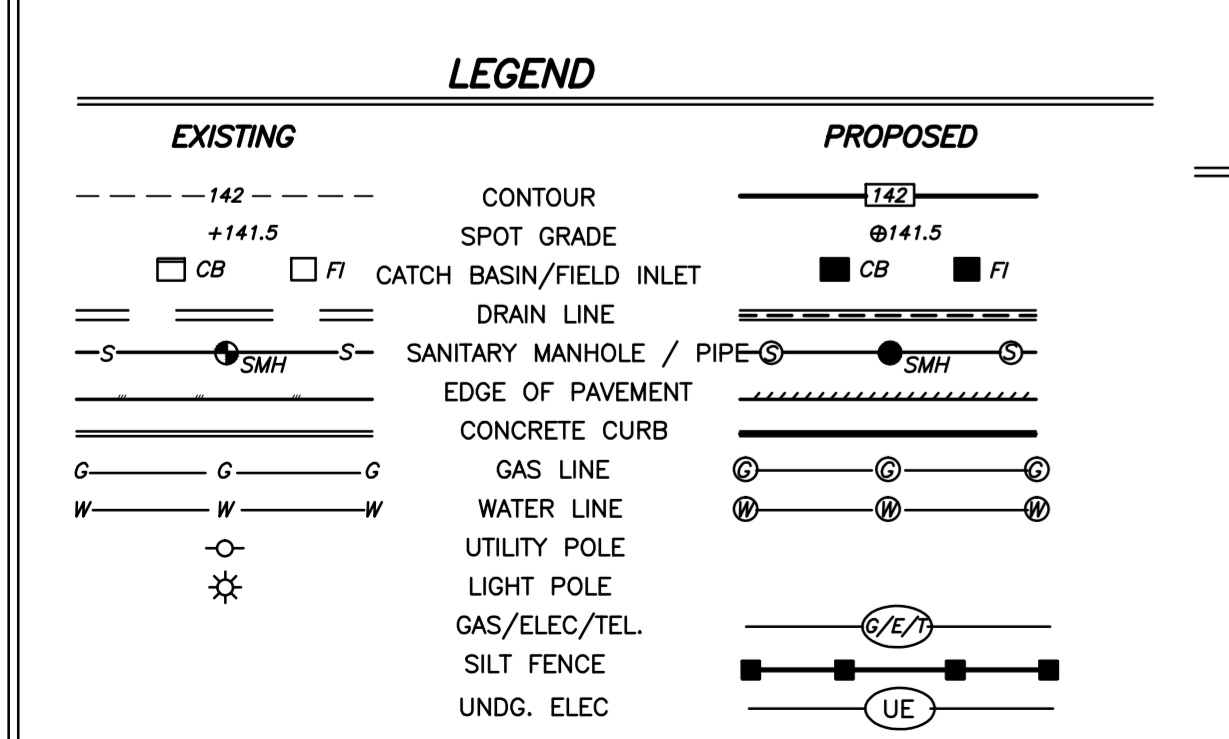 LEGEND
EXISTING PROPOSED
142 CONTOUR 142
+141.5 SPOT GRADE ⊕141.5
CB FI CATCH BASIN/FIELD INLET CB FI
DRAIN LINE
S SMH S SANITARY MANHOLE / PIPE S SMH S
EDGE OF PAVEMENT
CONCRETE CURB
G G G GAS LINE G G G
W W W WATER LINE W W W
UTILITY POLE
LIGHT POLE
GAS/ELEC/TEL. G/E/T
SILT FENCE
UNDG. ELEC UE